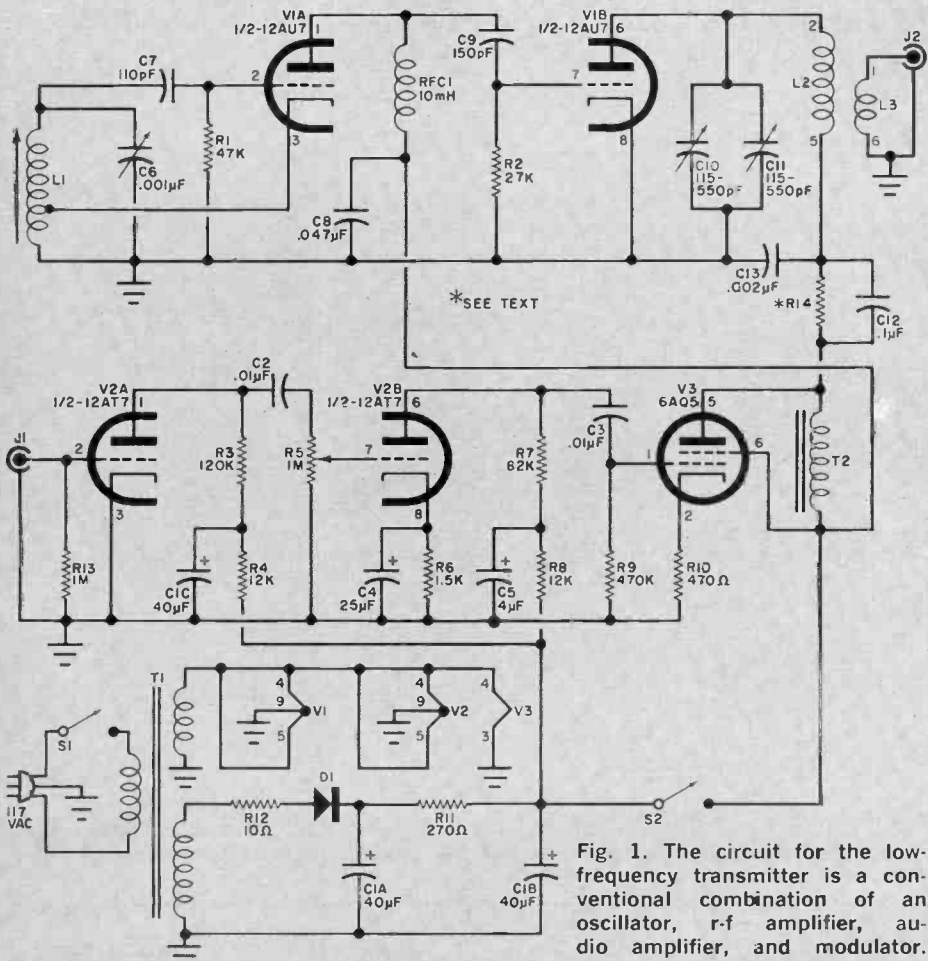 V1A
1/2-12AU7 1
C7
110pF
2
3
R1
47K
L1
C6
.001µF
RFC1
10mH
C8
.047µF
C9
150pF
V1B
1/2-12AU7 6
7
8
R2
27K
C10
115-
550pF
C11
115-
550pF
2
L2
5
1
L3
6
J2
C13
.002µF
*R14
C12
.1µF
*SEE TEXT
J1
V2A
1/2-12AT7 1
2
3
R13
1M
C1C
40µF
R3
120K
R4
12K
C2
.01µF
R5
1M
V2B
1/2-12AT7 6
7
8
C4
25µF
R6
1.5K
C5
4µF
R7
82K
R8
12K
C3
.01µF
R9
470K
V3
6AQ5 5
1
6
2
R10
470Ω
T2
T1
S1
117
VAC
4
9
5
V1
4
9
5
V2
4
3
V3
R12
10Ω
D1
R11
270Ω
C1A
40µF
C1B
40µF
S2
Fig. 1. The circuit for the low-
frequency transmitter is a con-
ventional combination of an
oscillator, r-f amplifier, au-
dio amplifier, and modulator.